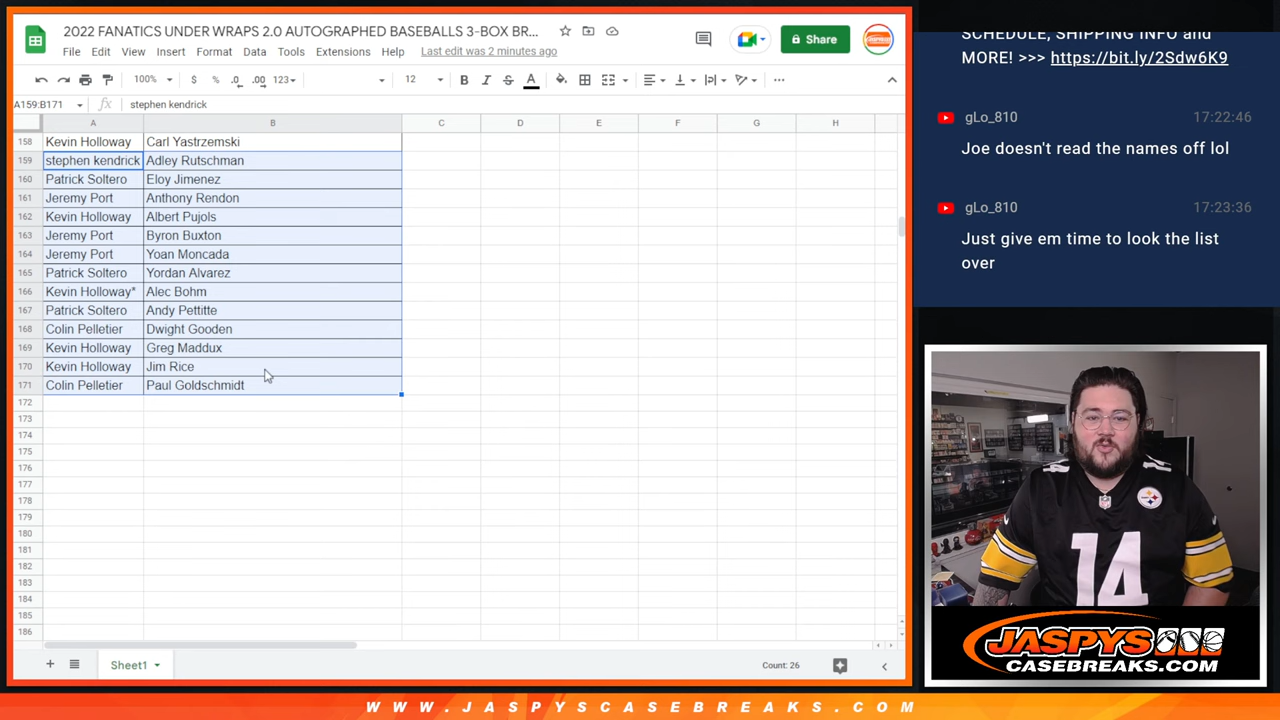 2022 FANATICS UNDER WRAPS 2.0 AUTOGRAPHED BASEBALLS 3-BOX BR...
File Edit View Insert Format Data Tools Extensions Help Last edit was 2 minutes ago
Share
100% $ % .0 .00 123 12 B I S A
A159:B171 fx stephen kendrick
A B C D E F G H
158 Kevin Holloway Carl Yastrzemski
159 stephen kendrick Adley Rutschman
160 Patrick Soltero Eloy Jimenez
161 Jeremy Port Anthony Rendon
162 Kevin Holloway Albert Pujols
163 Jeremy Port Byron Buxton
164 Jeremy Port Yoan Moncada
165 Patrick Soltero Yordan Alvarez
166 Kevin Holloway* Alec Bohm
167 Patrick Soltero Andy Pettitte
168 Colin Pelletier Dwight Gooden
169 Kevin Holloway Greg Maddux
170 Kevin Holloway Jim Rice
171 Colin Pelletier Paul Goldschmidt
172
173
174
175
176
177
178
179
180
181
182
183
184
185
186
Sheet1
Count: 26
SCHEDULE, SHIPPING INFO and
MORE! >>> https://bit.ly/2Sdw6K9
gLo_810 17:22:46
Joe doesn't read the names off lol
gLo_810 17:23:36
Just give em time to look the list
over
14
JASPYS
CASEBREAKS.COM
WWW.JASPYSCASEBREAKS.COM